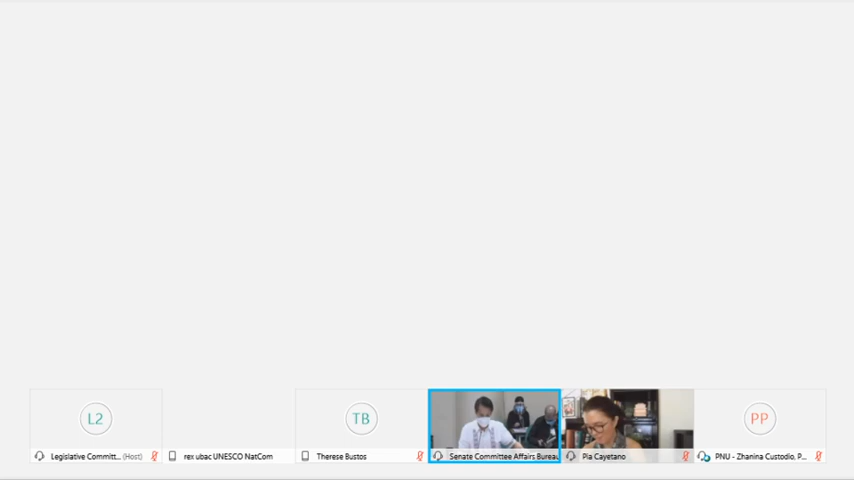 L2
TB
PP
Legislative Committ... (Host)
rex ubac UNESCO NatCom
Therese Bustos
Senate Committee Affairs Bureau
Pia Cayetano
PNU - Zhanina Custodio, P...